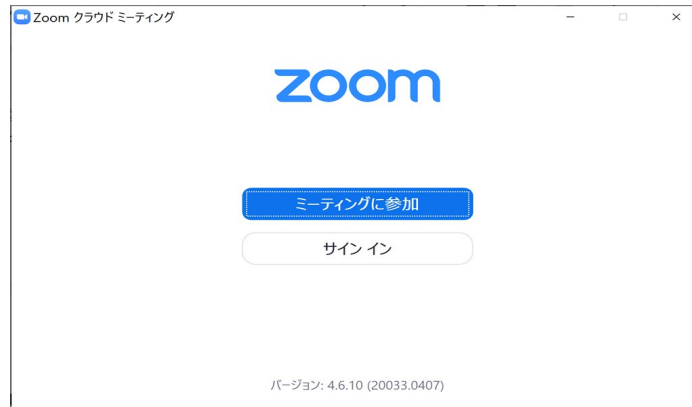 Zoom クラウド ミーティング
zoom
ミーティングに参加
サイン イン
バージョン: 4.6.10 (20033.0407)